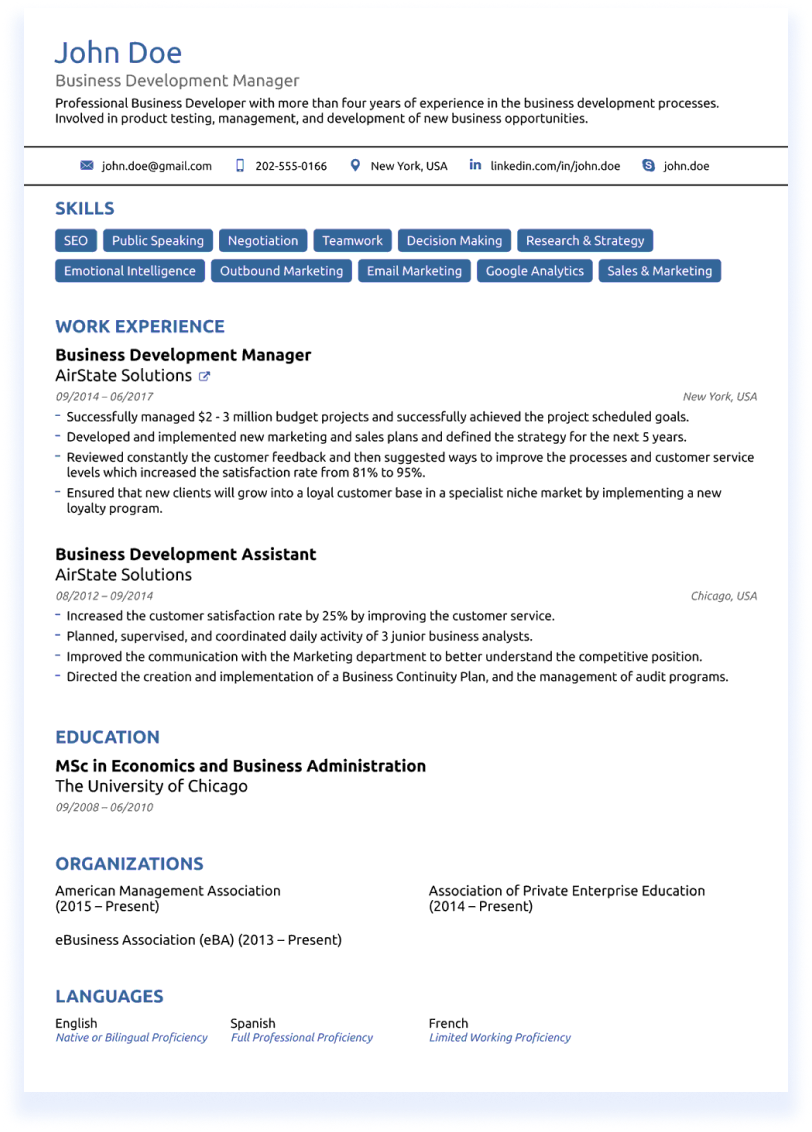 John Doe
Business Development Manager
Professional Business Developer with more than four years of experience in the business development processes.
Involved in product testing, management, and development of new business opportunities.
john.doe@gmail.com 202-555-0166 New York, USA in linkedin.com/in/john.doe john.doe
SKILLS
SEO Public Speaking Negotiation Teamwork Decision Making Research & Strategy
Emotional Intelligence Outbound Marketing Email Marketing Google Analytics Sales & Marketing
WORK EXPERIENCE
Business Development Manager
AirState Solutions
09/2014 – 06/2017 New York, USA
– Successfully managed $2 - 3 million budget projects and successfully achieved the project scheduled goals.
– Developed and implemented new marketing and sales plans and defined the strategy for the next 5 years.
– Reviewed constantly the customer feedback and then suggested ways to improve the processes and customer service
levels which increased the satisfaction rate from 81% to 95%.
– Ensured that new clients will grow into a loyal customer base in a specialist niche market by implementing a new
loyalty program.
Business Development Assistant
AirState Solutions
08/2012 – 09/2014 Chicago, USA
– Increased the customer satisfaction rate by 25% by improving the customer service.
– Planned, supervised, and coordinated daily activity of 3 junior business analysts.
– Improved the communication with the Marketing department to better understand the competitive position.
– Directed the creation and implementation of a Business Continuity Plan, and the management of audit programs.
EDUCATION
MSc in Economics and Business Administration
The University of Chicago
09/2008 – 06/2010
ORGANIZATIONS
American Management Association
(2015 – Present)
Association of Private Enterprise Education
(2014 – Present)
eBusiness Association (eBA) (2013 – Present)
LANGUAGES
English
Native or Bilingual Proficiency
Spanish
Full Professional Proficiency
French
Limited Working Proficiency